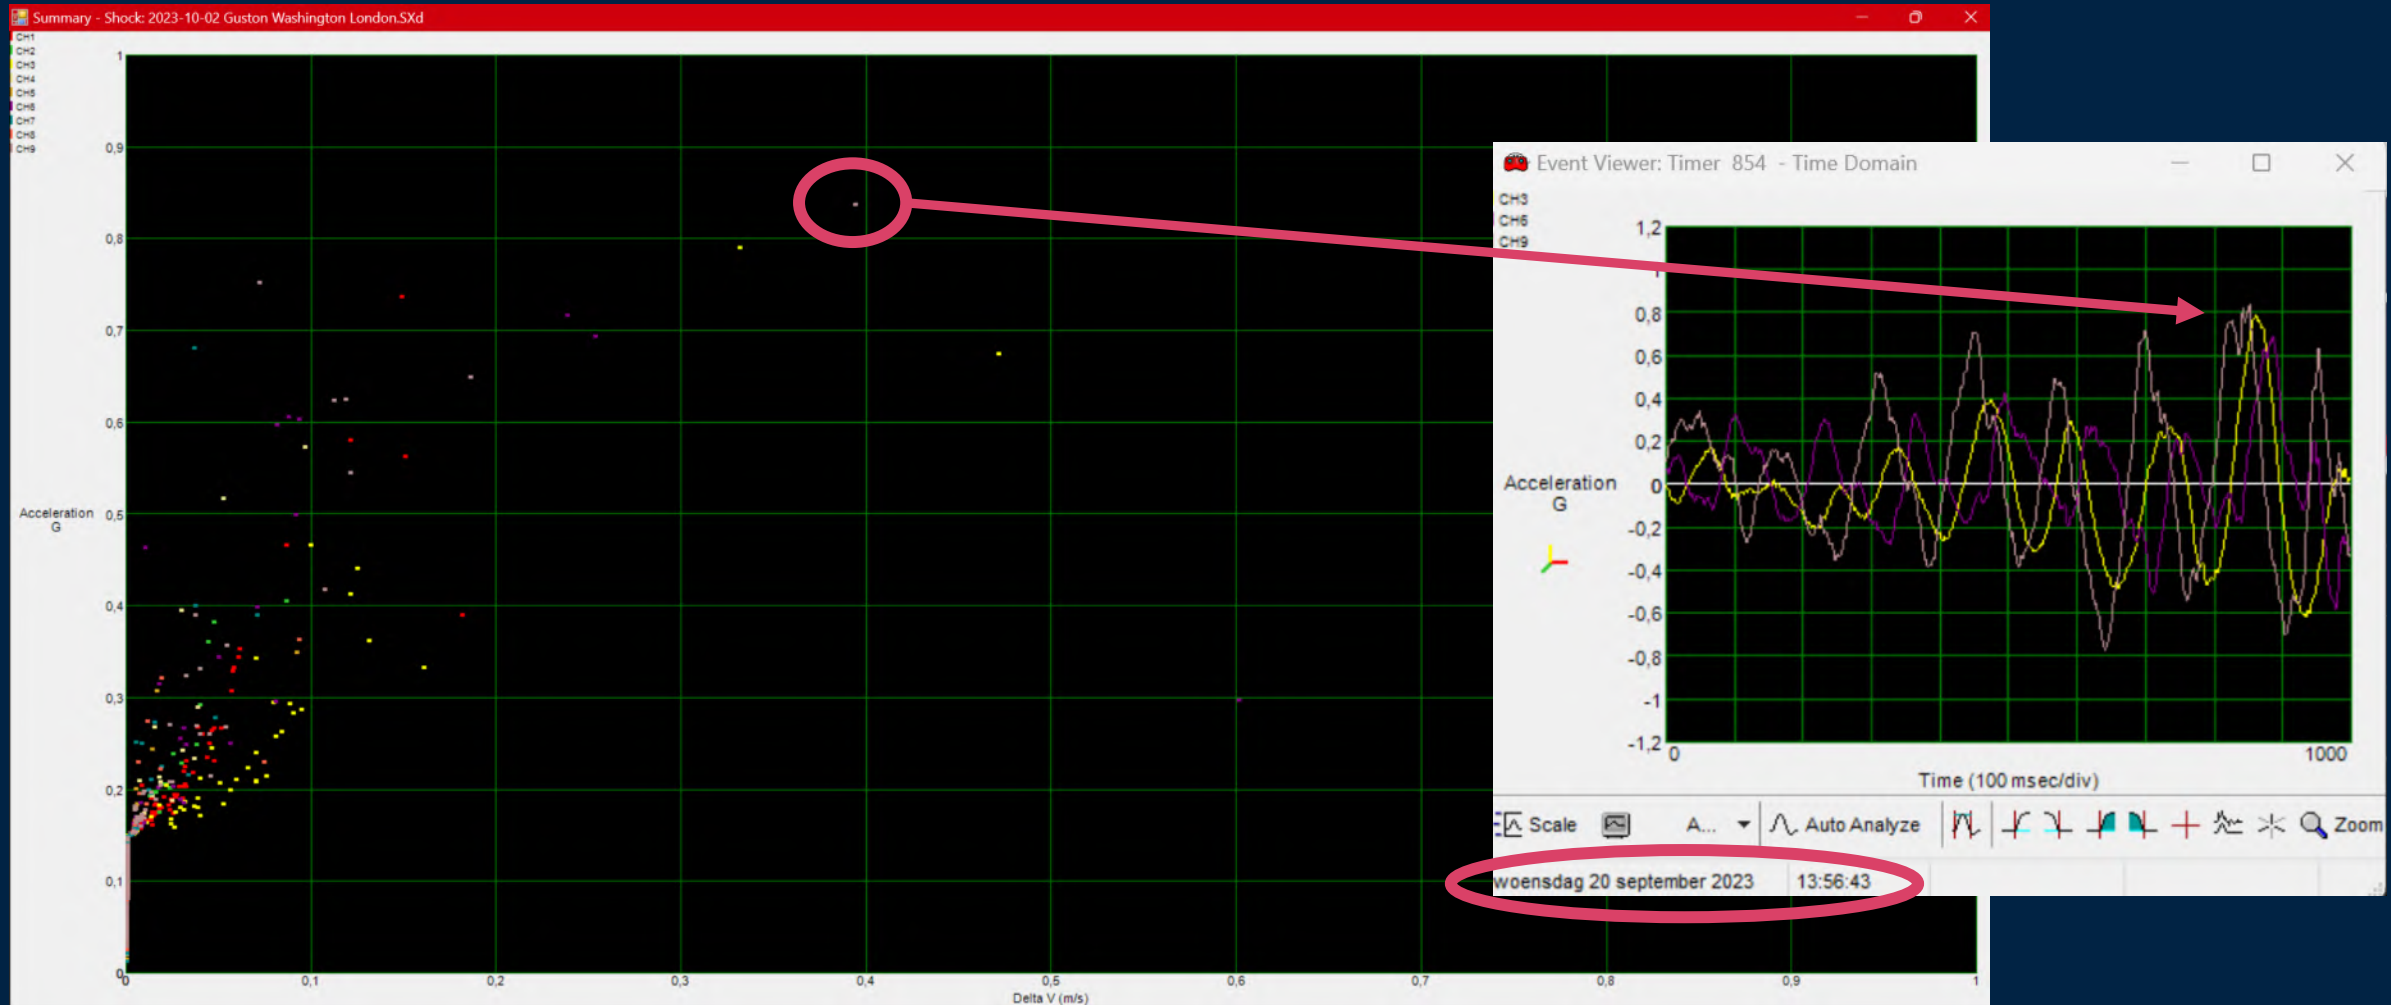 Summary - Shock: 2023-10-02 Guston Washington London.SXd
CH1
CH2
CH3
CH4
CH5
CH6
CH7
CH8
CH9
1
0,9
0,8
0,7
0,6
Acceleration
G
0,5
0,4
0,3
0,2
0,1
0
0 0,1 0,2 0,3 0,4 0,5 0,6 0,7 0,8 0,9 1
Delta V (m/s)
Event Viewer: Timer 854 - Time Domain
CH3
CH6
CH9
1,2
1
0,8
0,6
0,4
0,2
Acceleration
G
0
-0,2
-0,4
-0,6
-0,8
-1
-1,2
0 1000
Time (100 msec/div)
Scale A... Auto Analyze Zoom
woensdag 20 september 2023 13:56:43